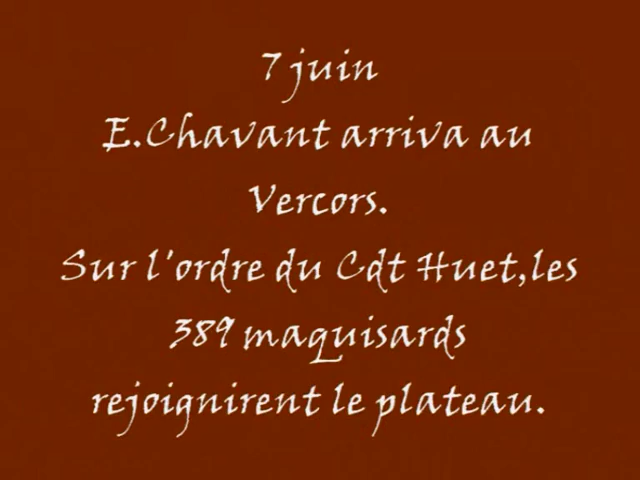 7 juin
E.Chavant arriva au
Vercors.
Sur l'ordre du Cdt Huet,les
389 maquisards
rejoignirent le plateau.